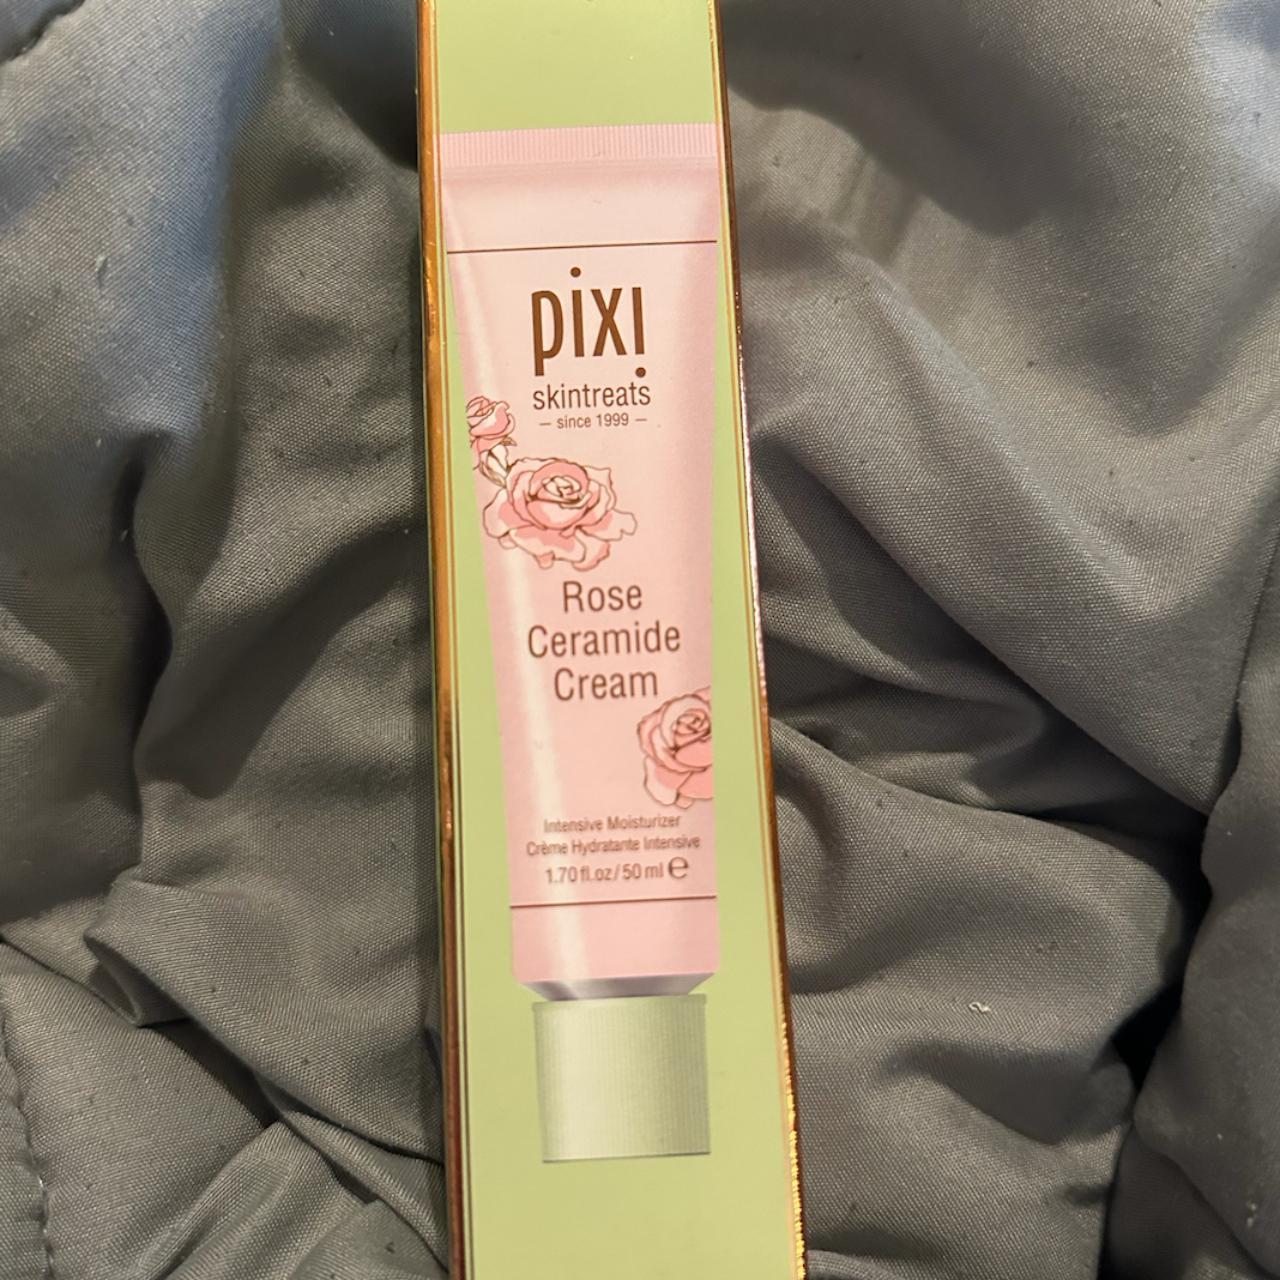 pixi
skintreats
– since 1999 –
Rose
Ceramide
Cream
Intensive Moisturizer
Crème Hydratante Intensive
1.70 fl.oz/50 ml ℮